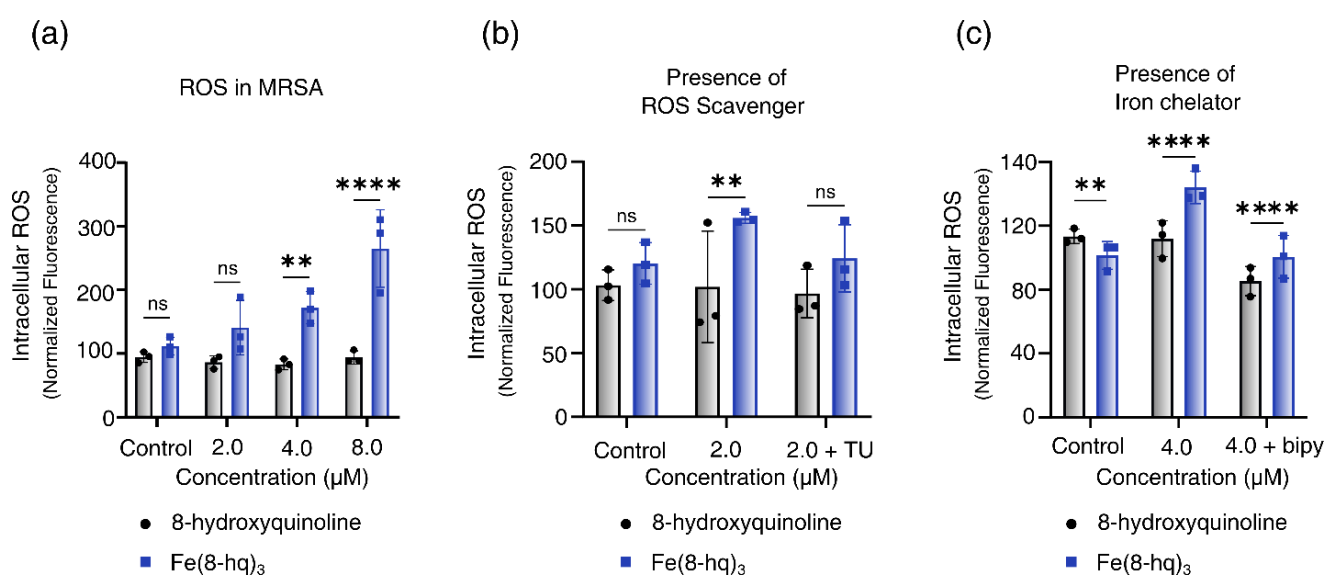 (a)
ROS in MRSA
Intracellular ROS
(Normalized Fluorescence)
400
300
200
100
0
ns
ns
**
****
Control
2.0
4.0
8.0
Concentration (µM)
8-hydroxyquinoline
Fe(8-hq)₃
(b)
Presence of
ROS Scavenger
Intracellular ROS
(Normalized Fluorescence)
200
150
100
50
0
ns
**
ns
Control
2.0
2.0 + TU
Concentration (µM)
8-hydroxyquinoline
Fe(8-hq)₃
(c)
Presence of
Iron chelator
Intracellular ROS
(Normalized Fluorescence)
140
120
80
40
0
**
****
****
Control
4.0
4.0 + bipy
Concentration (µM)
8-hydroxyquinoline
Fe(8-hq)₃